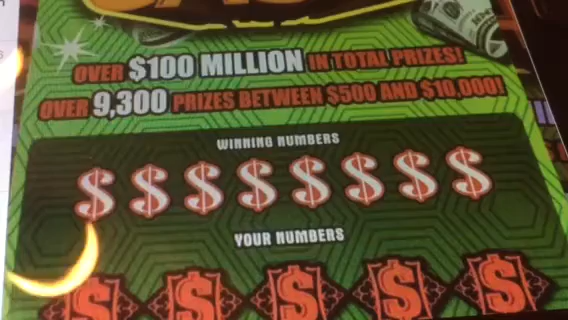 OVER $100 MILLION IN TOTAL PRIZES!
OVER 9,300 PRIZES BETWEEN $500 AND $10,000!
WINNING NUMBERS
$ $ $ $ $ $ $ $
YOUR NUMBERS
$ $ $ $ $